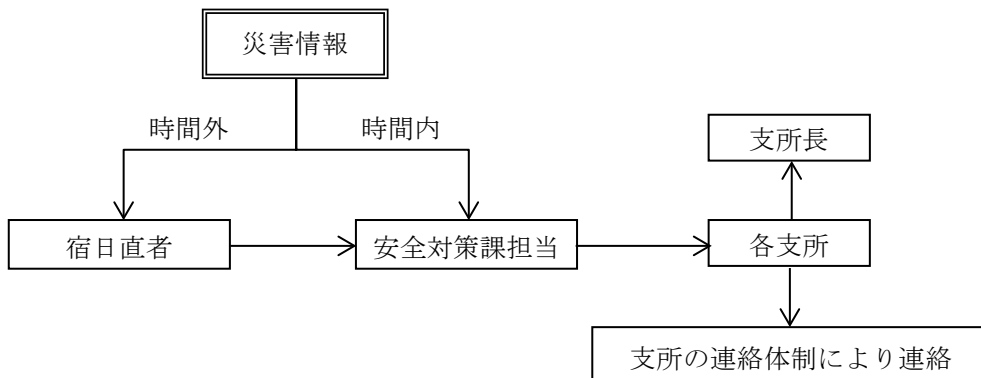 災害情報
時間外
時間内
支所長
宿日直者
安全対策課担当
各支所
支所の連絡体制により連絡